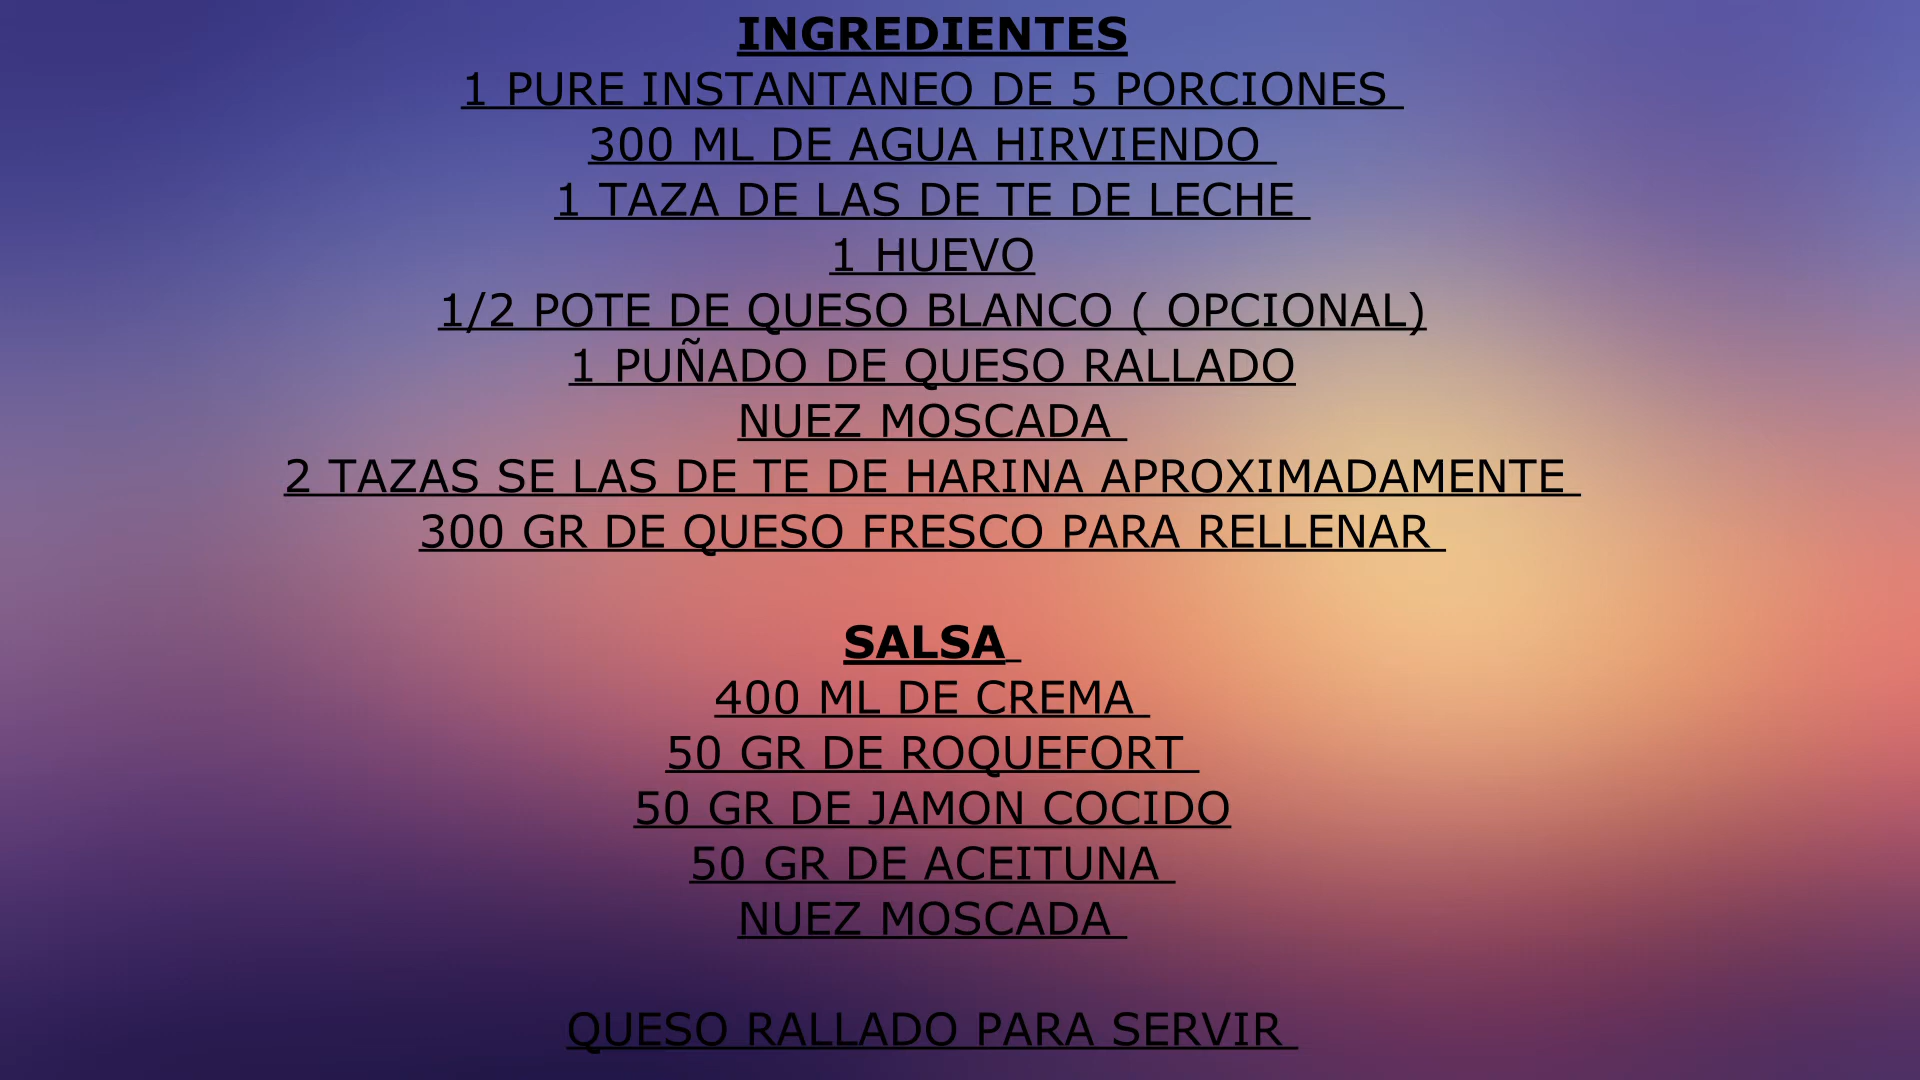 INGREDIENTES
1 PURE INSTANTANEO DE 5 PORCIONES
300 ML DE AGUA HIRVIENDO
1 TAZA DE LAS DE TE DE LECHE
1 HUEVO
1/2 POTE DE QUESO BLANCO ( OPCIONAL)
1 PUÑADO DE QUESO RALLADO
NUEZ MOSCADA
2 TAZAS SE LAS DE TE DE HARINA APROXIMADAMENTE
300 GR DE QUESO FRESCO PARA RELLENAR
SALSA
400 ML DE CREMA
50 GR DE ROQUEFORT
50 GR DE JAMON COCIDO
50 GR DE ACEITUNA
NUEZ MOSCADA
QUESO RALLADO PARA SERVIR